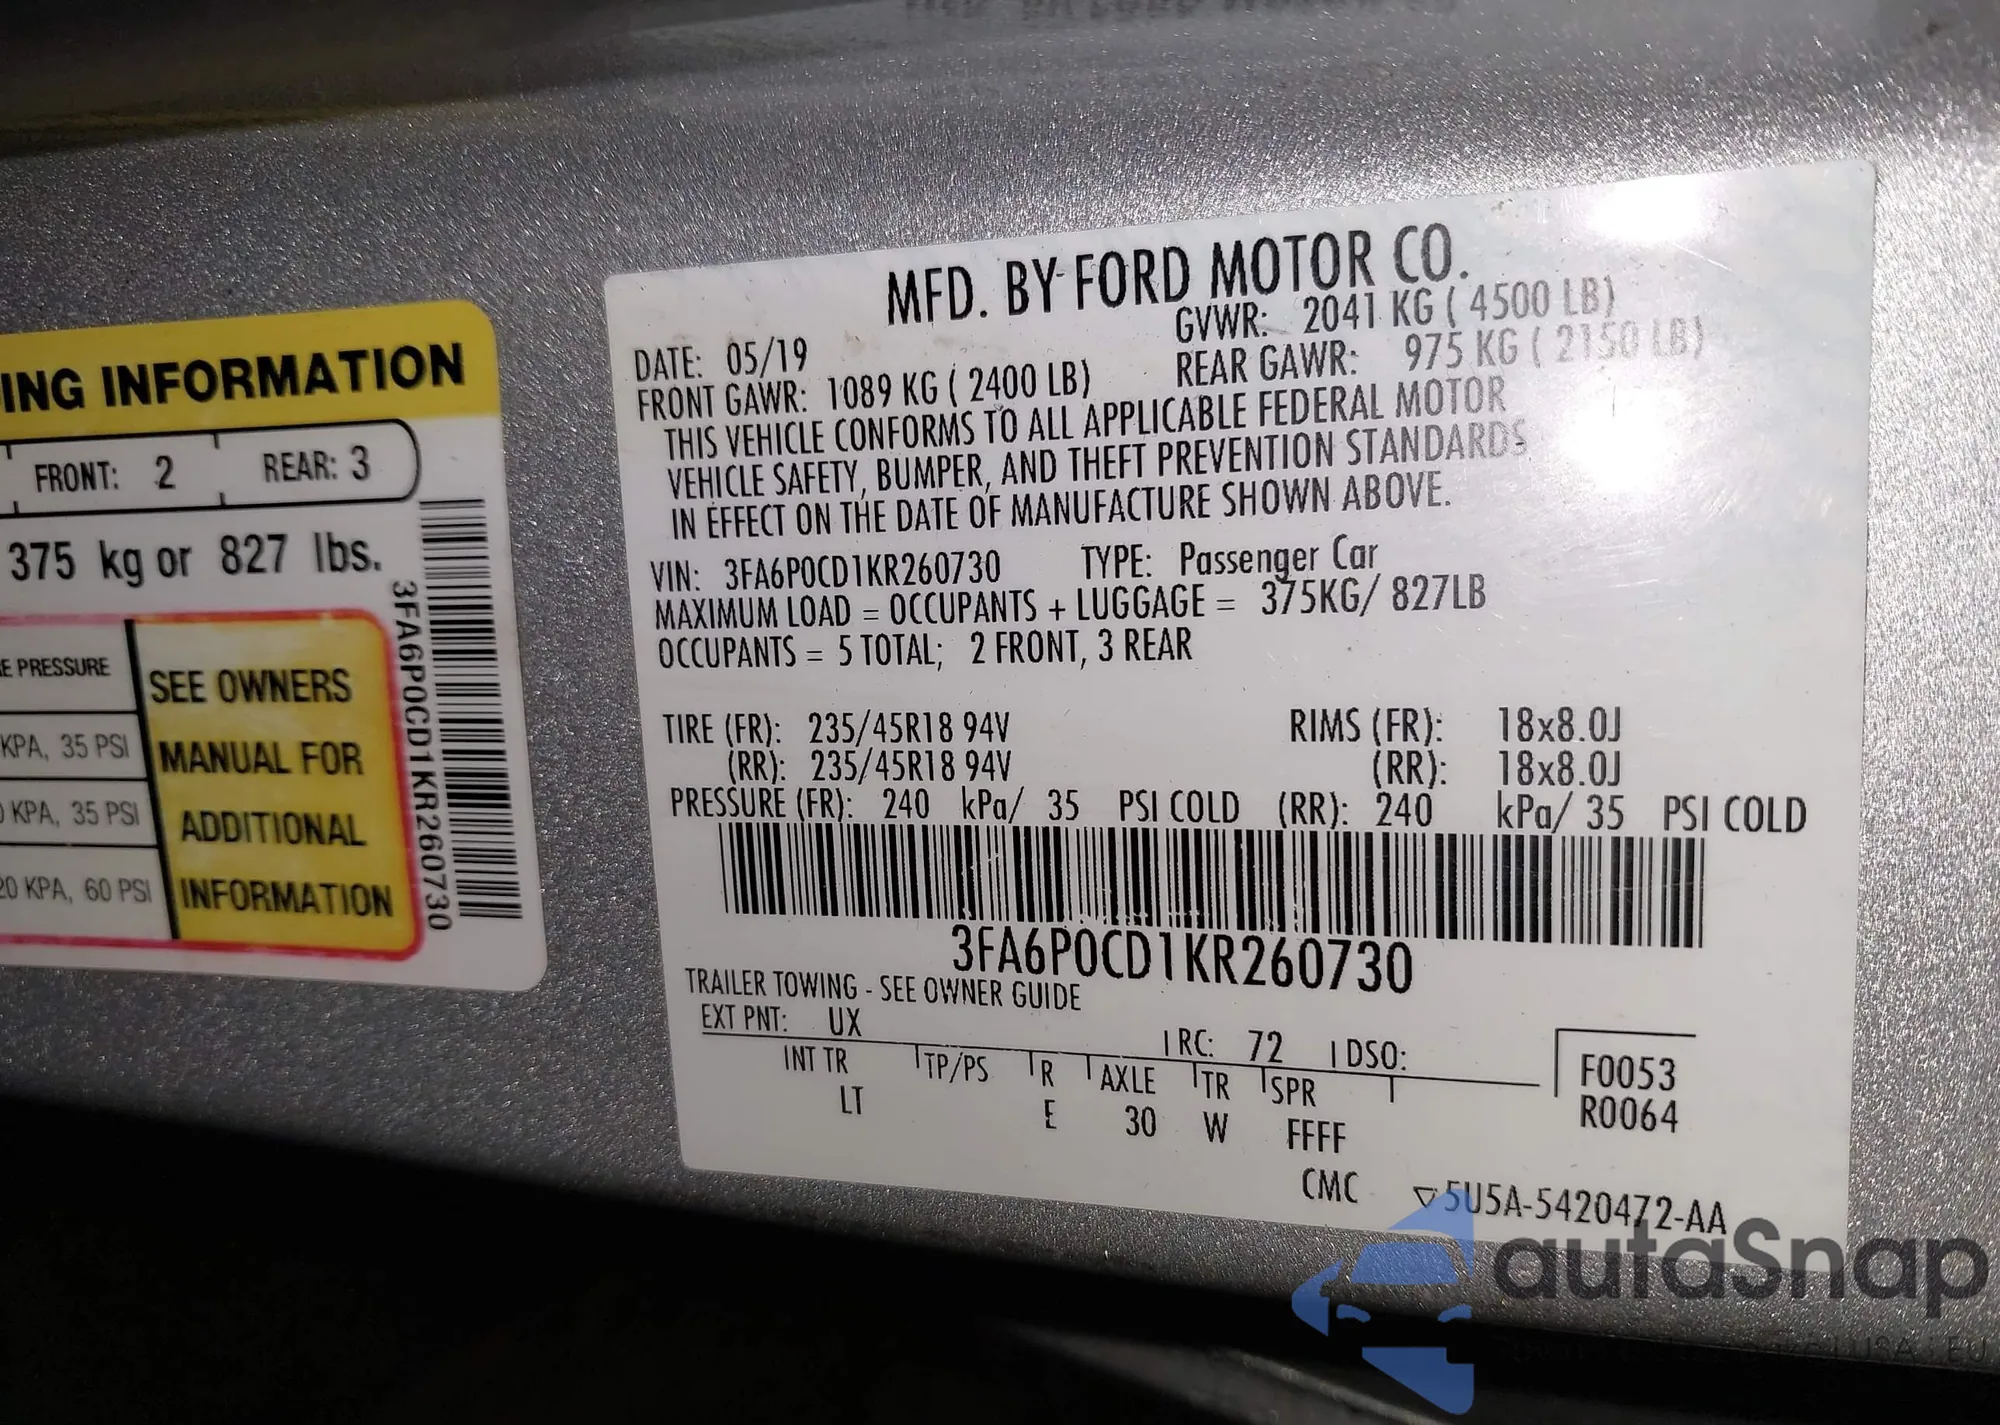 ING INFORMATION
FRONT: 2 REAR: 3
375 kg or 827 lbs.
E PRESSURE
KPA, 35 PSI
0 KPA, 35 PSI
20 KPA, 60 PSI
SEE OWNERS
MANUAL FOR
ADDITIONAL
INFORMATION
3FA6P0CD1KR260730
MFD. BY FORD MOTOR CO.
DATE: 05/19 GVWR: 2041 KG ( 4500 LB)
FRONT GAWR: 1089 KG ( 2400 LB) REAR GAWR: 975 KG ( 2150 LB)
THIS VEHICLE CONFORMS TO ALL APPLICABLE FEDERAL MOTOR
VEHICLE SAFETY, BUMPER, AND THEFT PREVENTION STANDARDS
IN EFFECT ON THE DATE OF MANUFACTURE SHOWN ABOVE.
VIN: 3FA6P0CD1KR260730 TYPE: Passenger Car
MAXIMUM LOAD = OCCUPANTS + LUGGAGE = 375KG/ 827LB
OCCUPANTS = 5 TOTAL; 2 FRONT, 3 REAR
TIRE (FR): 235/45R18 94V RIMS (FR): 18x8.0J
(RR): 235/45R18 94V (RR): 18x8.0J
PRESSURE (FR): 240 kPa/ 35 PSI COLD (RR): 240 kPa/ 35 PSI COLD
3FA6P0CD1KR260730
TRAILER TOWING - SEE OWNER GUIDE
EXT PNT: UX RC: 72 DSO:
INT TR TP/PS R AXLE TR SPR
LT E 30 W FFFF
F0053
R0064
CMC ▽5U5A-5420472-AA
autaSnap
USA EU